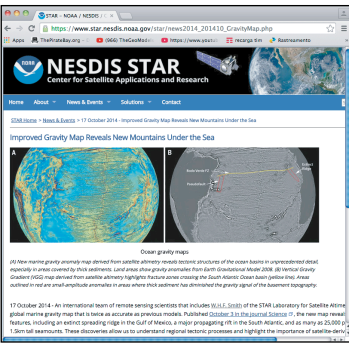 STAR - NOAA / NESDIS / C
https://www.star.nesdis.noaa.gov/star/news2014_201410_GravityMap.php
Apps ThePirateBay.org - (866) TheGeoMode https://www.youtub recarga tim Rastreamento
NOAA
NESDIS STAR
Center for Satellite Applications and Research
Home About News & Events Solutions Contact
STAR Home > News & Events > 17 October 2014 - Improved Gravity Map Reveals New Mountains Under the Sea
Improved Gravity Map Reveals New Mountains Under the Sea
A B
Ocean gravity maps
(A) New marine gravity anomaly map derived from satellite altimetry reveals tectonic structures of the ocean basins in unprecedented detail,
especially in areas covered by thick sediments. Land areas show gravity anomalies from Earth Gravitational Model 2008. (B) Vertical Gravity
Gradient (VGG) map derived from satellite altimetry highlights fracture zones crossing the South Atlantic Ocean basin (yellow line). Areas
outlined in red are small-amplitude anomalies in areas where thick sediment has diminished the gravity signal of the basement topography.
17 October 2014 - An international team of remote sensing scientists that includes W.H.F. Smith of the STAR Laboratory for Satellite Altime
global marine gravity map that is twice as accurate as previous models. Published October 3 in the journal Science, the new map reveal
features, including an extinct spreading ridge in the Gulf of Mexico, a major propagating rift in the South Atlantic, and as many as 25,000 p
1.5km tall seamounts. These discoveries allow us to understand regional tectonic processes and highlight the importance of satellite-deriv